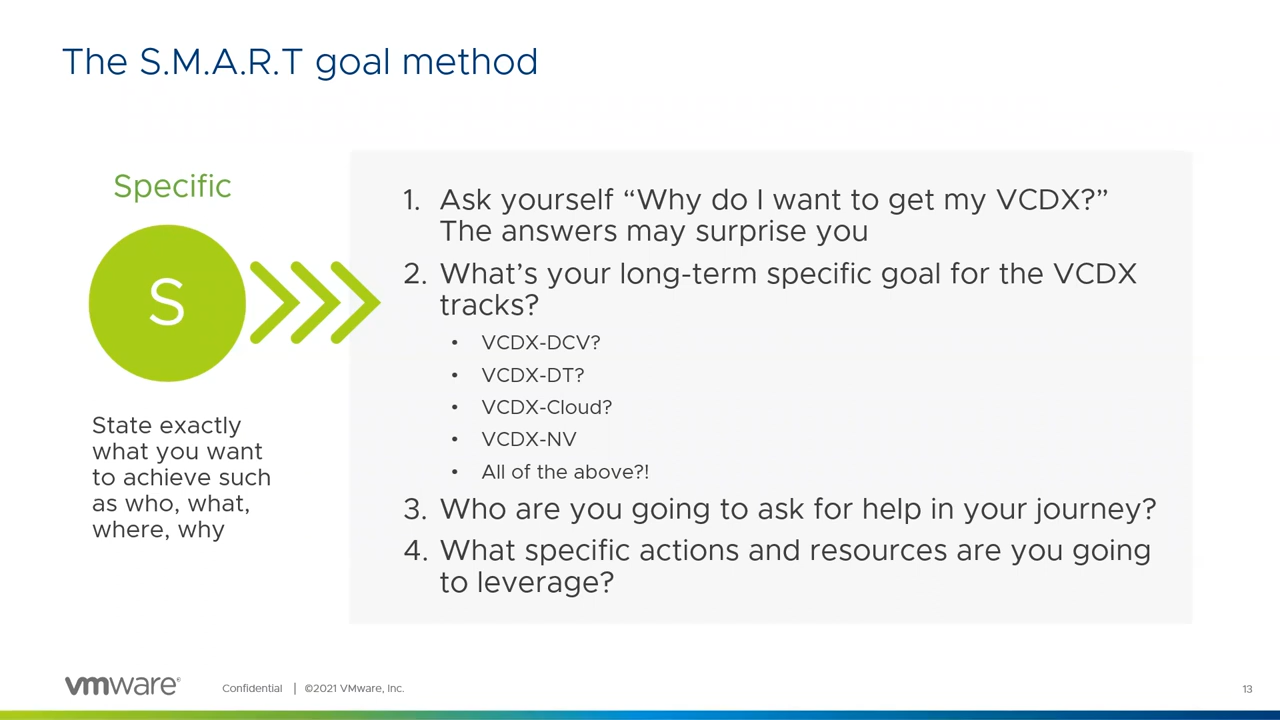 The S.M.A.R.T goal method
Specific
S
State exactly
what you want
to achieve such
as who, what,
where, why
1. Ask yourself “Why do I want to get my VCDX?”
The answers may surprise you
2. What’s your long-term specific goal for the VCDX
tracks?
• VCDX-DCV?
• VCDX-DT?
• VCDX-Cloud?
• VCDX-NV
• All of the above?!
3. Who are you going to ask for help in your journey?
4. What specific actions and resources are you going
to leverage?
vmware®
Confidential | ©2021 VMware, Inc.
13